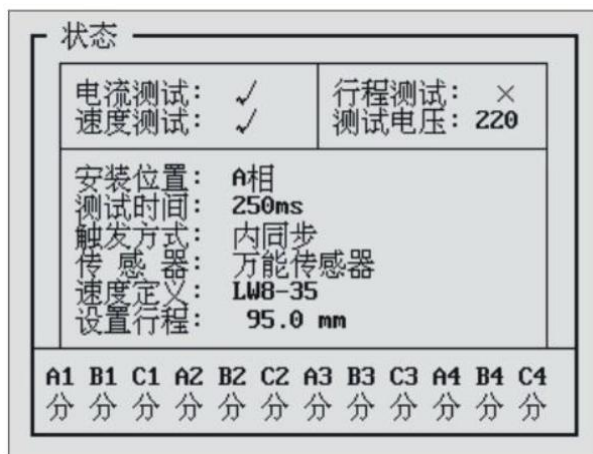 状态
电流测试: √ 行程测试: ×
速度测试: √ 测试电压: 220
安装位置: A相
测试时间: 250ms
触发方式: 内同步
传 感 器: 万能传感器
速度定义: LW8-35
设置行程: 95.0 mm
A1 B1 C1 A2 B2 C2 A3 B3 C3 A4 B4 C4
分 分 分 分 分 分 分 分 分 分 分 分